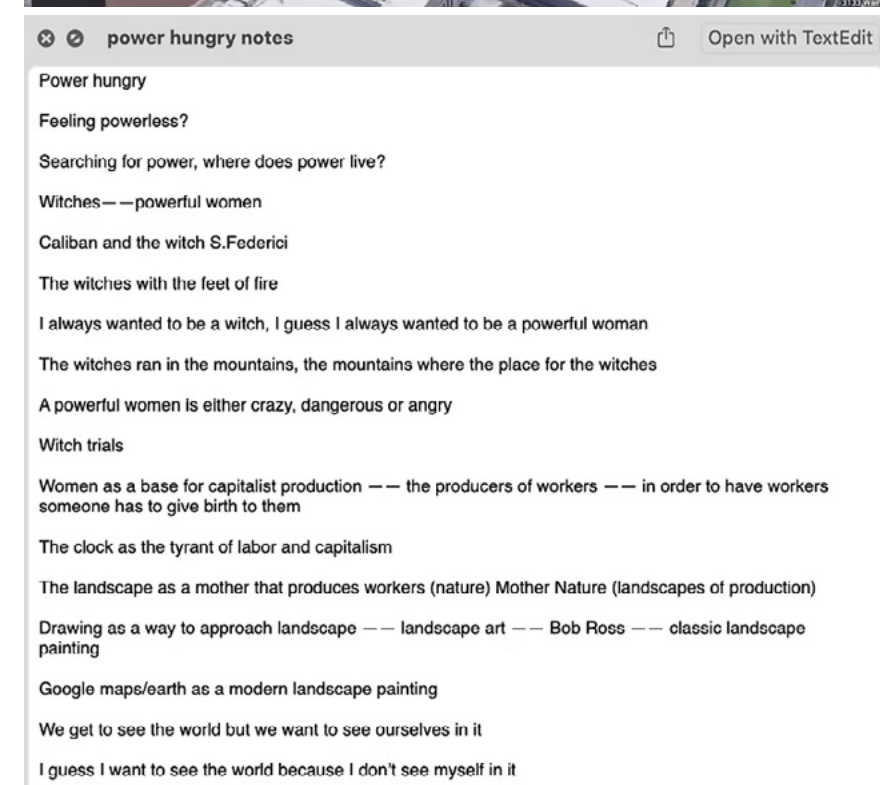 power hungry notes
Open with TextEdit
Power hungry
Feeling powerless?
Searching for power, where does power live?
Witches— —powerful women
Caliban and the witch S.Federici
The witches with the feet of fire
I always wanted to be a witch, I guess I always wanted to be a powerful woman
The witches ran in the mountains, the mountains where the place for the witches
A powerful women is either crazy, dangerous or angry
Witch trials
Women as a base for capitalist production — — the producers of workers — — in order to have workers
someone has to give birth to them
The clock as the tyrant of labor and capitalism
The landscape as a mother that produces workers (nature) Mother Nature (landscapes of production)
Drawing as a way to approach landscape — — landscape art — — Bob Ross — — classic landscape
painting
Google maps/earth as a modern landscape painting
We get to see the world but we want to see ourselves in it
I guess I want to see the world because I don't see myself in it